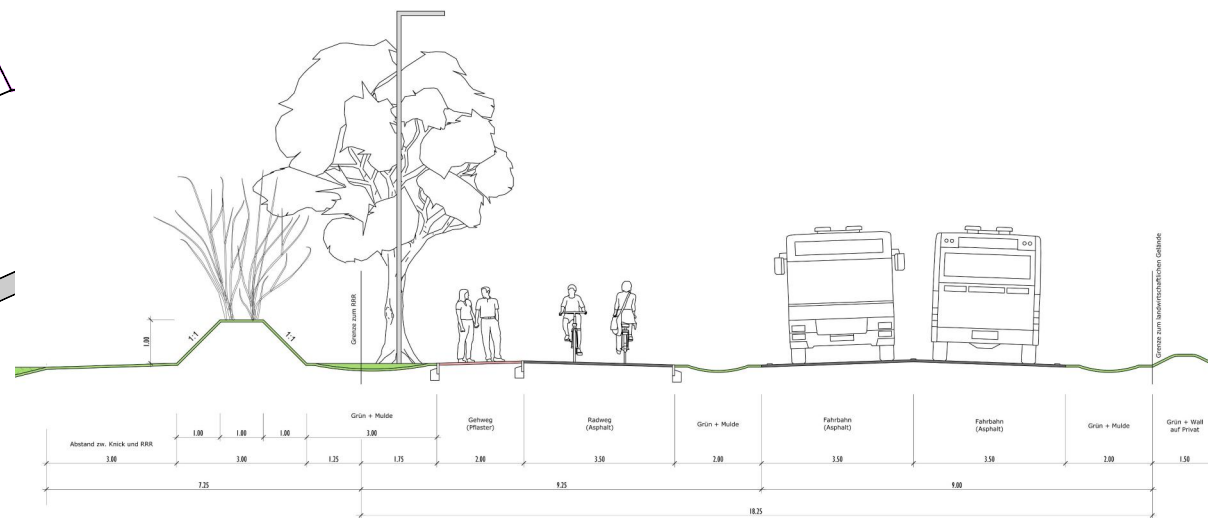 Grenze zum RRR
Grenze zum landwirtschaftlichen Gelände
1:1
1:1
1.00
Abstand zw. Knick und RRR
Grün + Mulde
Gehweg
(Pflaster)
Radweg
(Asphalt)
Grün + Mulde
Fahrbahn
(Asphalt)
Fahrbahn
(Asphalt)
Grün + Mulde
Grün + Wall
auf Privat
1.00 1.00 1.00 3.00
3.00 3.00 1.25 1.75 2.00 3.50 2.00 3.50 3.50 2.00 1.50
7.25 9.25 9.00
18.25